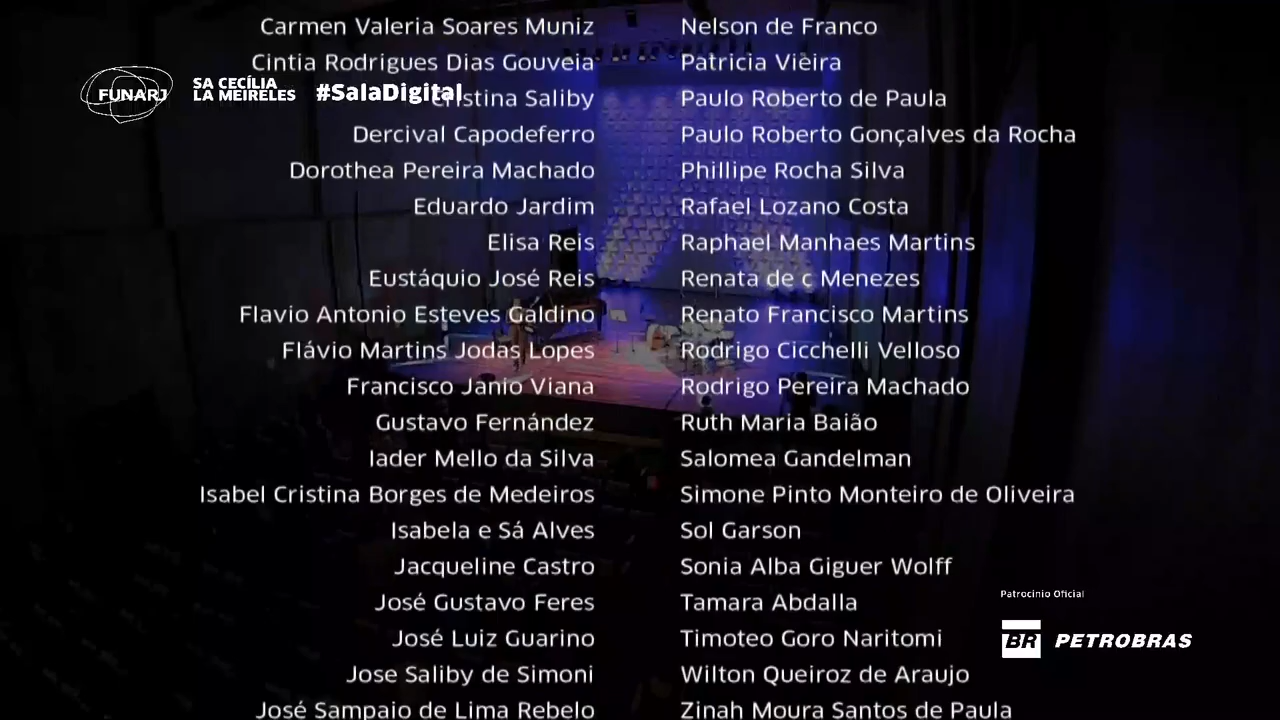 Carmen Valeria Soares Muniz
Cintia Rodrigues Dias Gouveia
Cristina Saliby
Dercival Capodeferro
Dorothea Pereira Machado
Eduardo Jardim
Elisa Reis
Eustáquio José Reis
Flavio Antonio Esteves Galdino
Flávio Martins Jodas Lopes
Francisco Janio Viana
Gustavo Fernández
Iader Mello da Silva
Isabel Cristina Borges de Medeiros
Isabela e Sá Alves
Jacqueline Castro
José Gustavo Feres
José Luiz Guarino
Jose Saliby de Simoni
José Sampaio de Lima Rebelo
Nelson de Franco
Patricia Vieira
Paulo Roberto de Paula
Paulo Roberto Gonçalves da Rocha
Phillipe Rocha Silva
Rafael Lozano Costa
Raphael Manhaes Martins
Renata de c Menezes
Renato Francisco Martins
Rodrigo Cicchelli Velloso
Rodrigo Pereira Machado
Ruth Maria Baião
Salomea Gandelman
Simone Pinto Monteiro de Oliveira
Sol Garson
Sonia Alba Giguer Wolff
Tamara Abdalla
Timoteo Goro Naritomi
Wilton Queiroz de Araujo
Zinah Moura Santos de Paula
FUNARJ
SA CECÍLIA
LA MEIRELES
#SalaDigital
Patrocínio Oficial
BR PETROBRAS